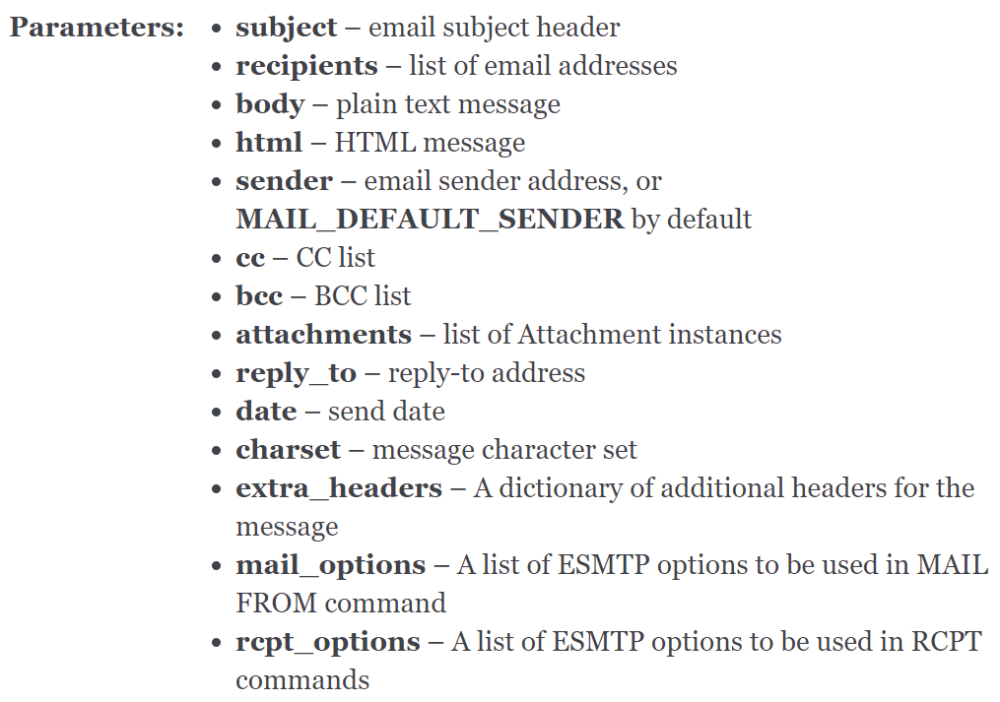 Parameters: • subject – email subject header
• recipients – list of email addresses
• body – plain text message
• html – HTML message
• sender – email sender address, or
MAIL_DEFAULT_SENDER by default
• cc – CC list
• bcc – BCC list
• attachments – list of Attachment instances
• reply_to – reply-to address
• date – send date
• charset – message character set
• extra_headers – A dictionary of additional headers for the
message
• mail_options – A list of ESMTP options to be used in MAIL
FROM command
• rcpt_options – A list of ESMTP options to be used in RCPT
commands